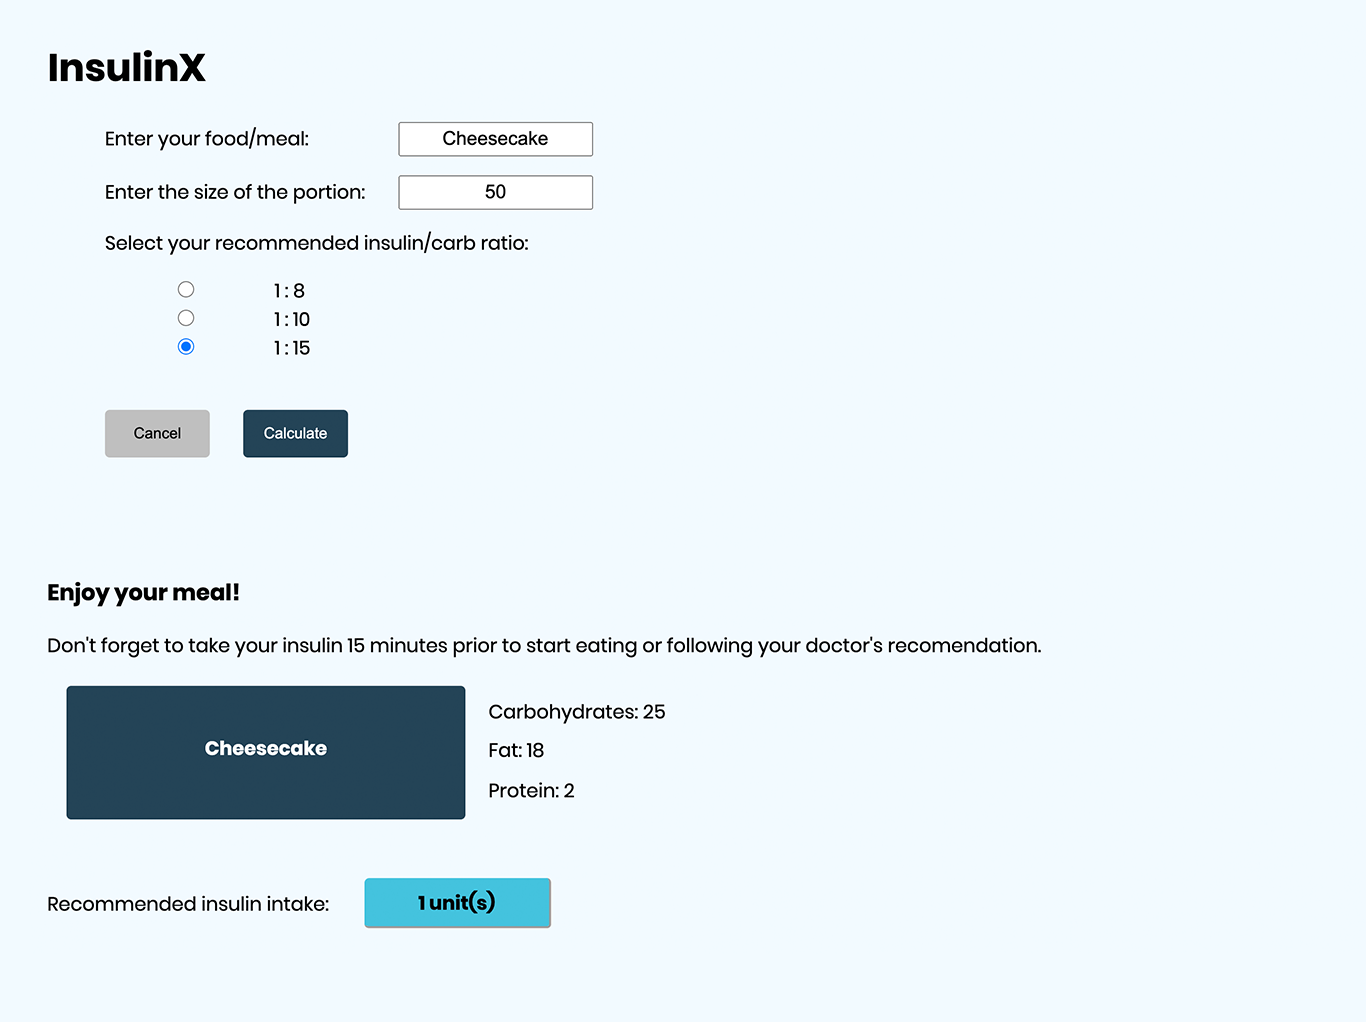 InsulinX
Enter your food/meal: Cheesecake
Enter the size of the portion: 50
Select your recommended insulin/carb ratio:
1 : 8
1 : 10
1 : 15
Cancel Calculate
Enjoy your meal!
Don't forget to take your insulin 15 minutes prior to start eating or following your doctor's recomendation.
Cheesecake
Carbohydrates: 25
Fat: 18
Protein: 2
Recommended insulin intake: 1 unit(s)